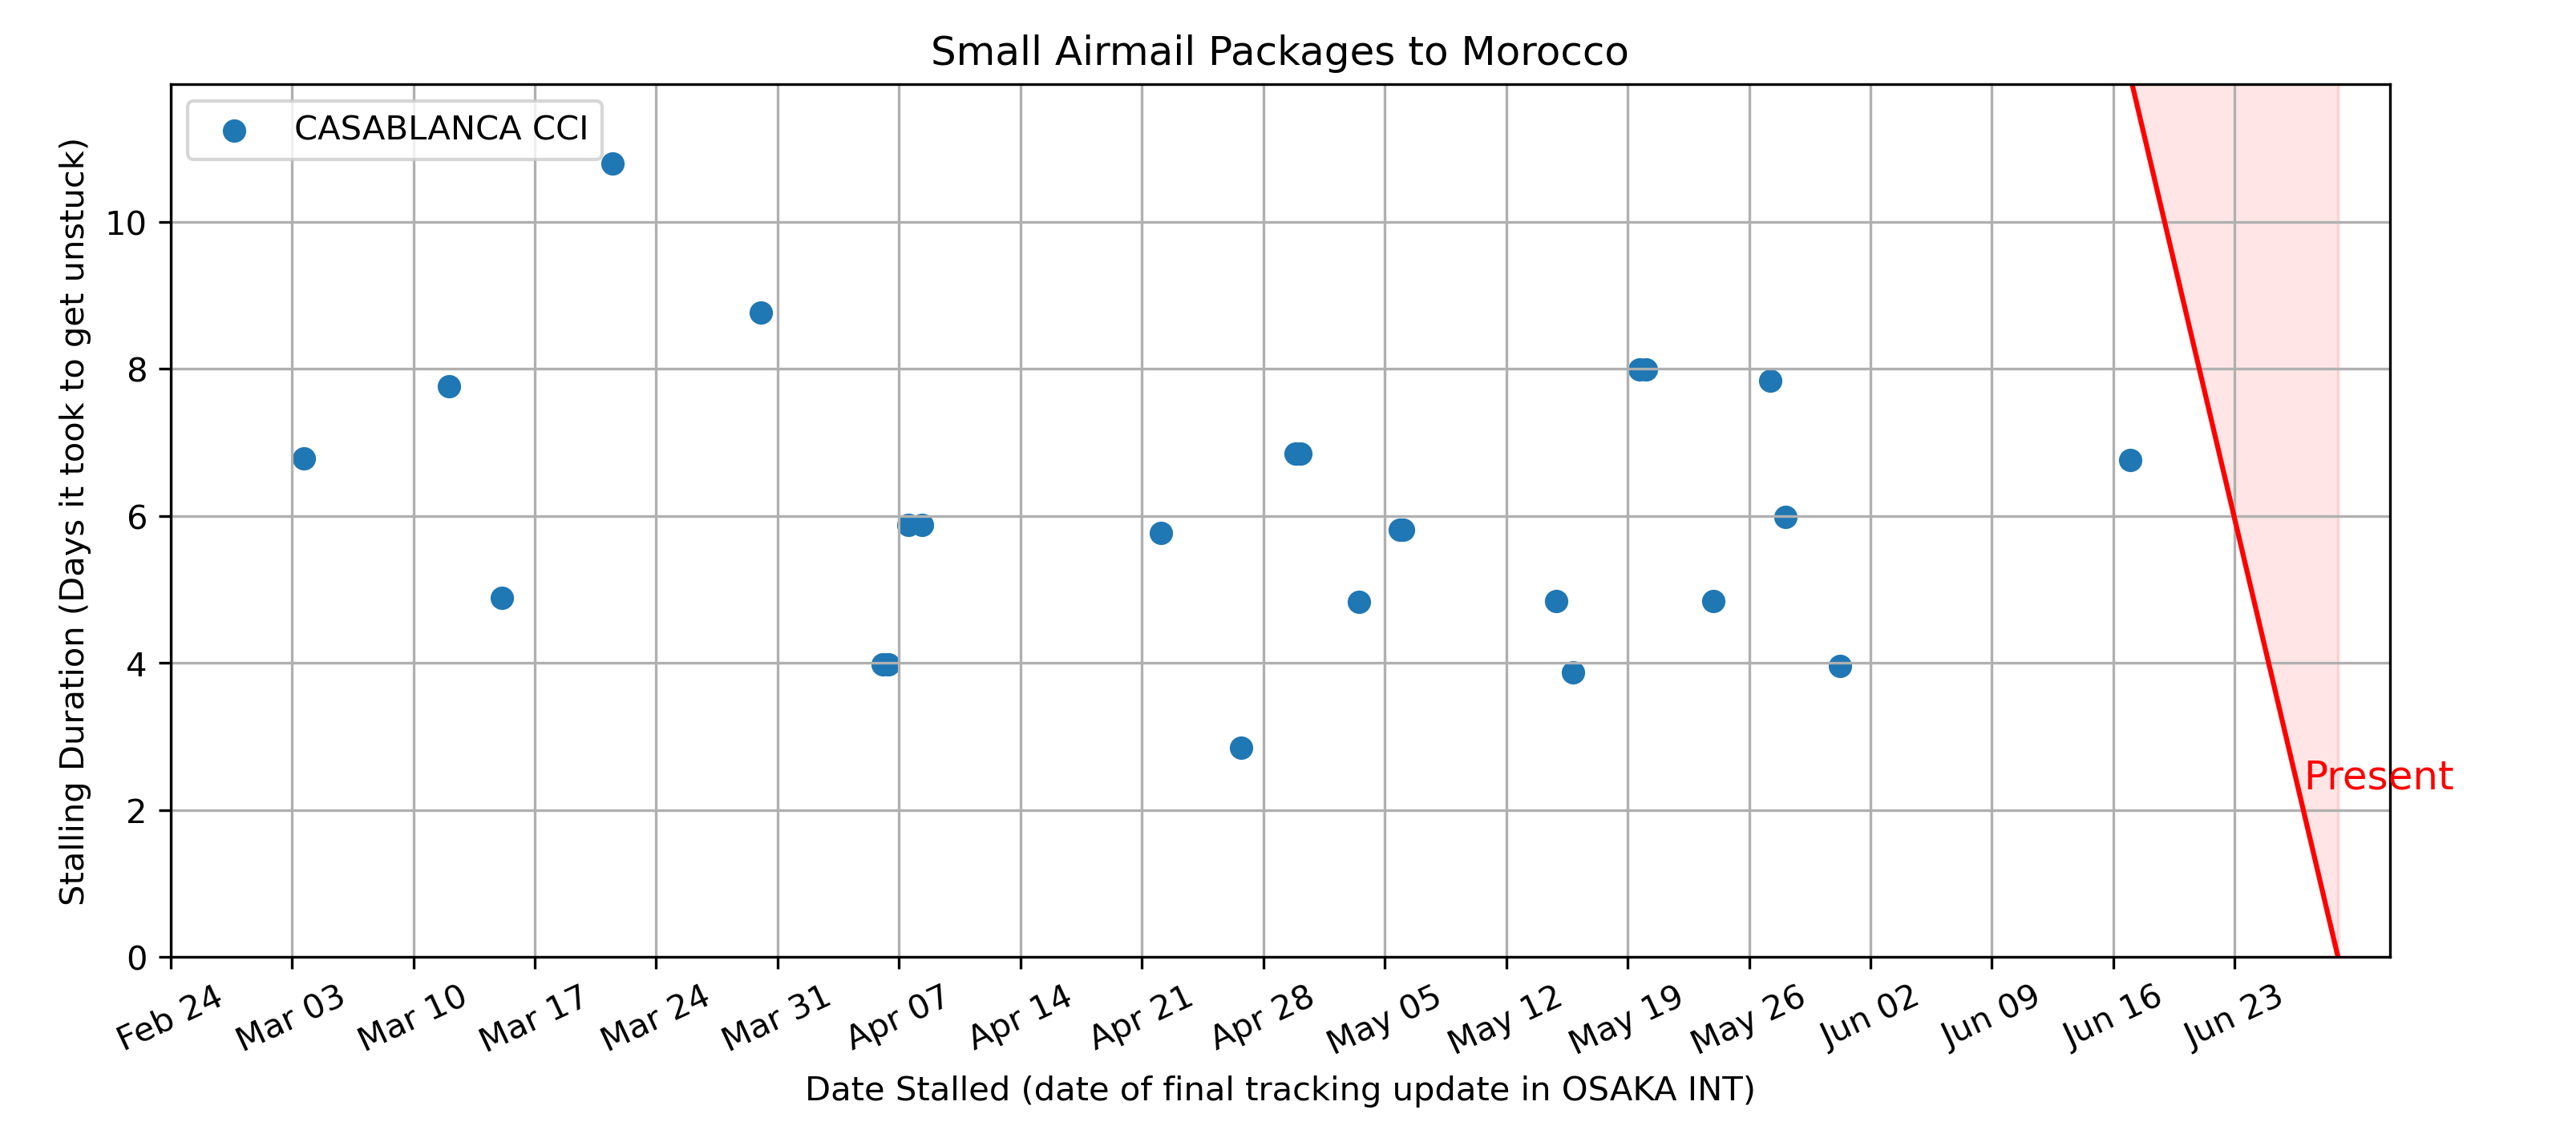 Small Airmail Packages to Morocco
CASABLANCA CCI
Stalling Duration (Days it took to get unstuck)
10
8
6
4
2
0
Present
Feb 24
Mar 03
Mar 10
Mar 17
Mar 24
Mar 31
Apr 07
Apr 14
Apr 21
Apr 28
May 05
May 12
May 19
May 26
Jun 02
Jun 09
Jun 16
Jun 23
Date Stalled (date of final tracking update in OSAKA INT)